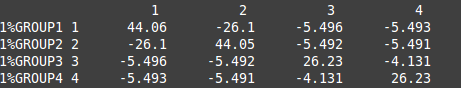 1 2 3 4
1%GROUP1 1 44.06 -26.1 -5.496 -5.493
1%GROUP2 2 -26.1 44.05 -5.492 -5.491
1%GROUP3 3 -5.496 -5.492 26.23 -4.131
1%GROUP4 4 -5.493 -5.491 -4.131 26.23